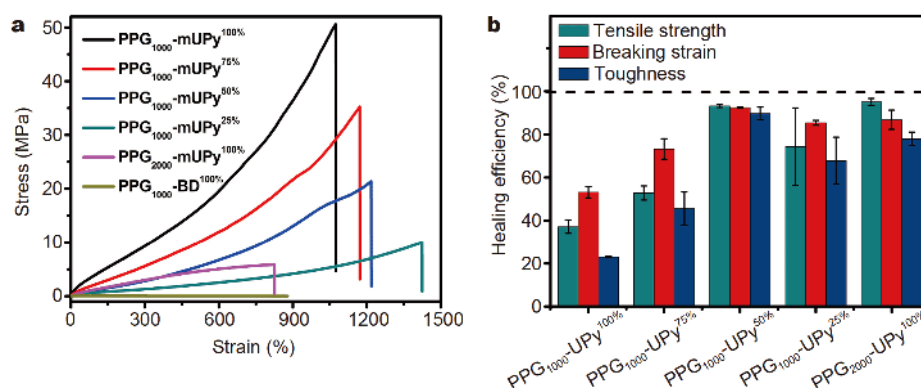 a
50
40
30
20
10
0
Stress (MPa)
PPG1000-mUPy100%
PPG1000-mUPy75%
PPG1000-mUPy50%
PPG1000-mUPy25%
PPG2000-mUPy100%
PPG1000-BD100%
0 300 600 900 1200 1500
Strain (%)
b
Tensile strength
Breaking strain
Toughness
100
80
60
40
20
0
Healing efficiency (%)
PPG1000-UPy100%
PPG1000-UPy75%
PPG1000-UPy50%
PPG1000-UPy25%
PPG2000-UPy100%